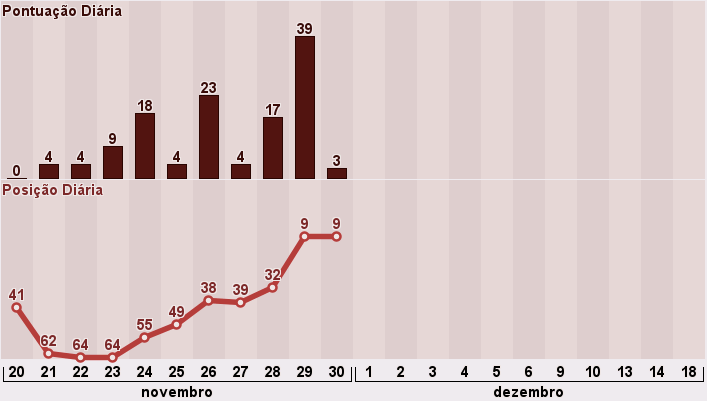 Pontuação Diária
0 4 4 9 18 4 23 4 17 39 3
Posição Diária
41 62 64 64 55 49 38 39 32 9 9
20 21 22 23 24 25 26 27 28 29 30 1 2 3 4 5 6 9 10 13 14 18
novembro dezembro